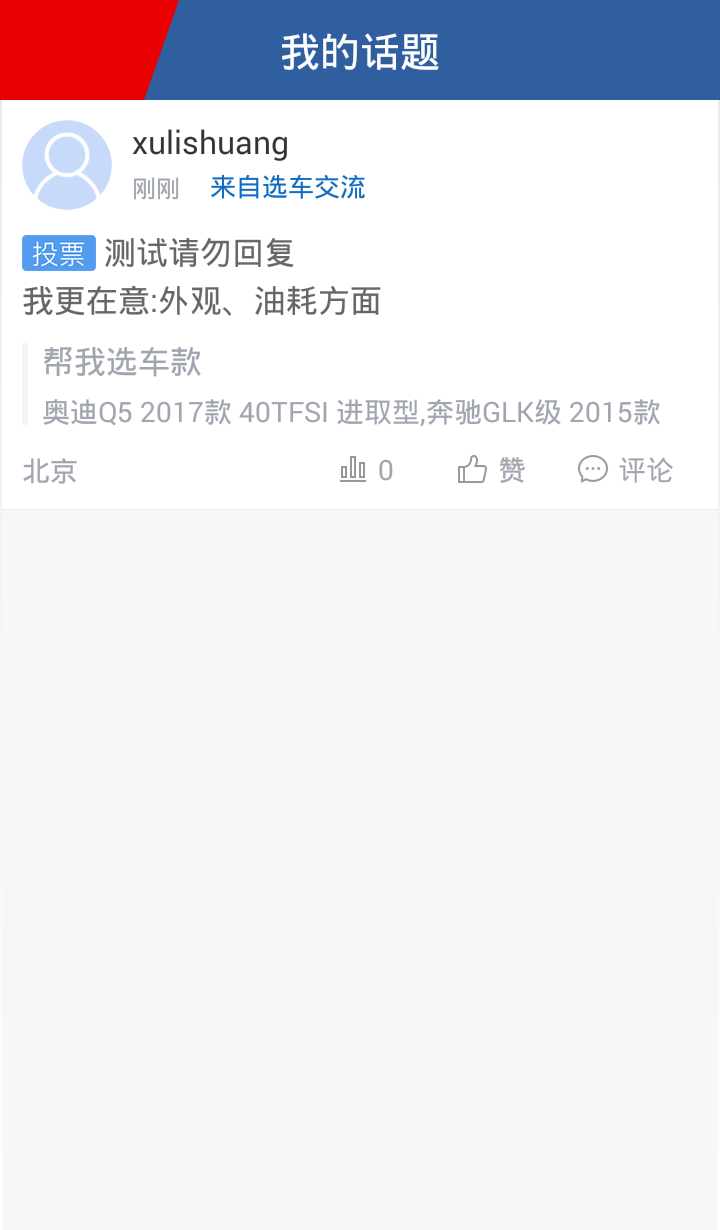 我的话题
xulishuang
刚刚 来自选车交流
投票 测试请勿回复
我更在意:外观、油耗方面
帮我选车款
奥迪Q5 2017款 40TFSI 进取型,奔驰GLK级 2015款
北京 0 赞 评论